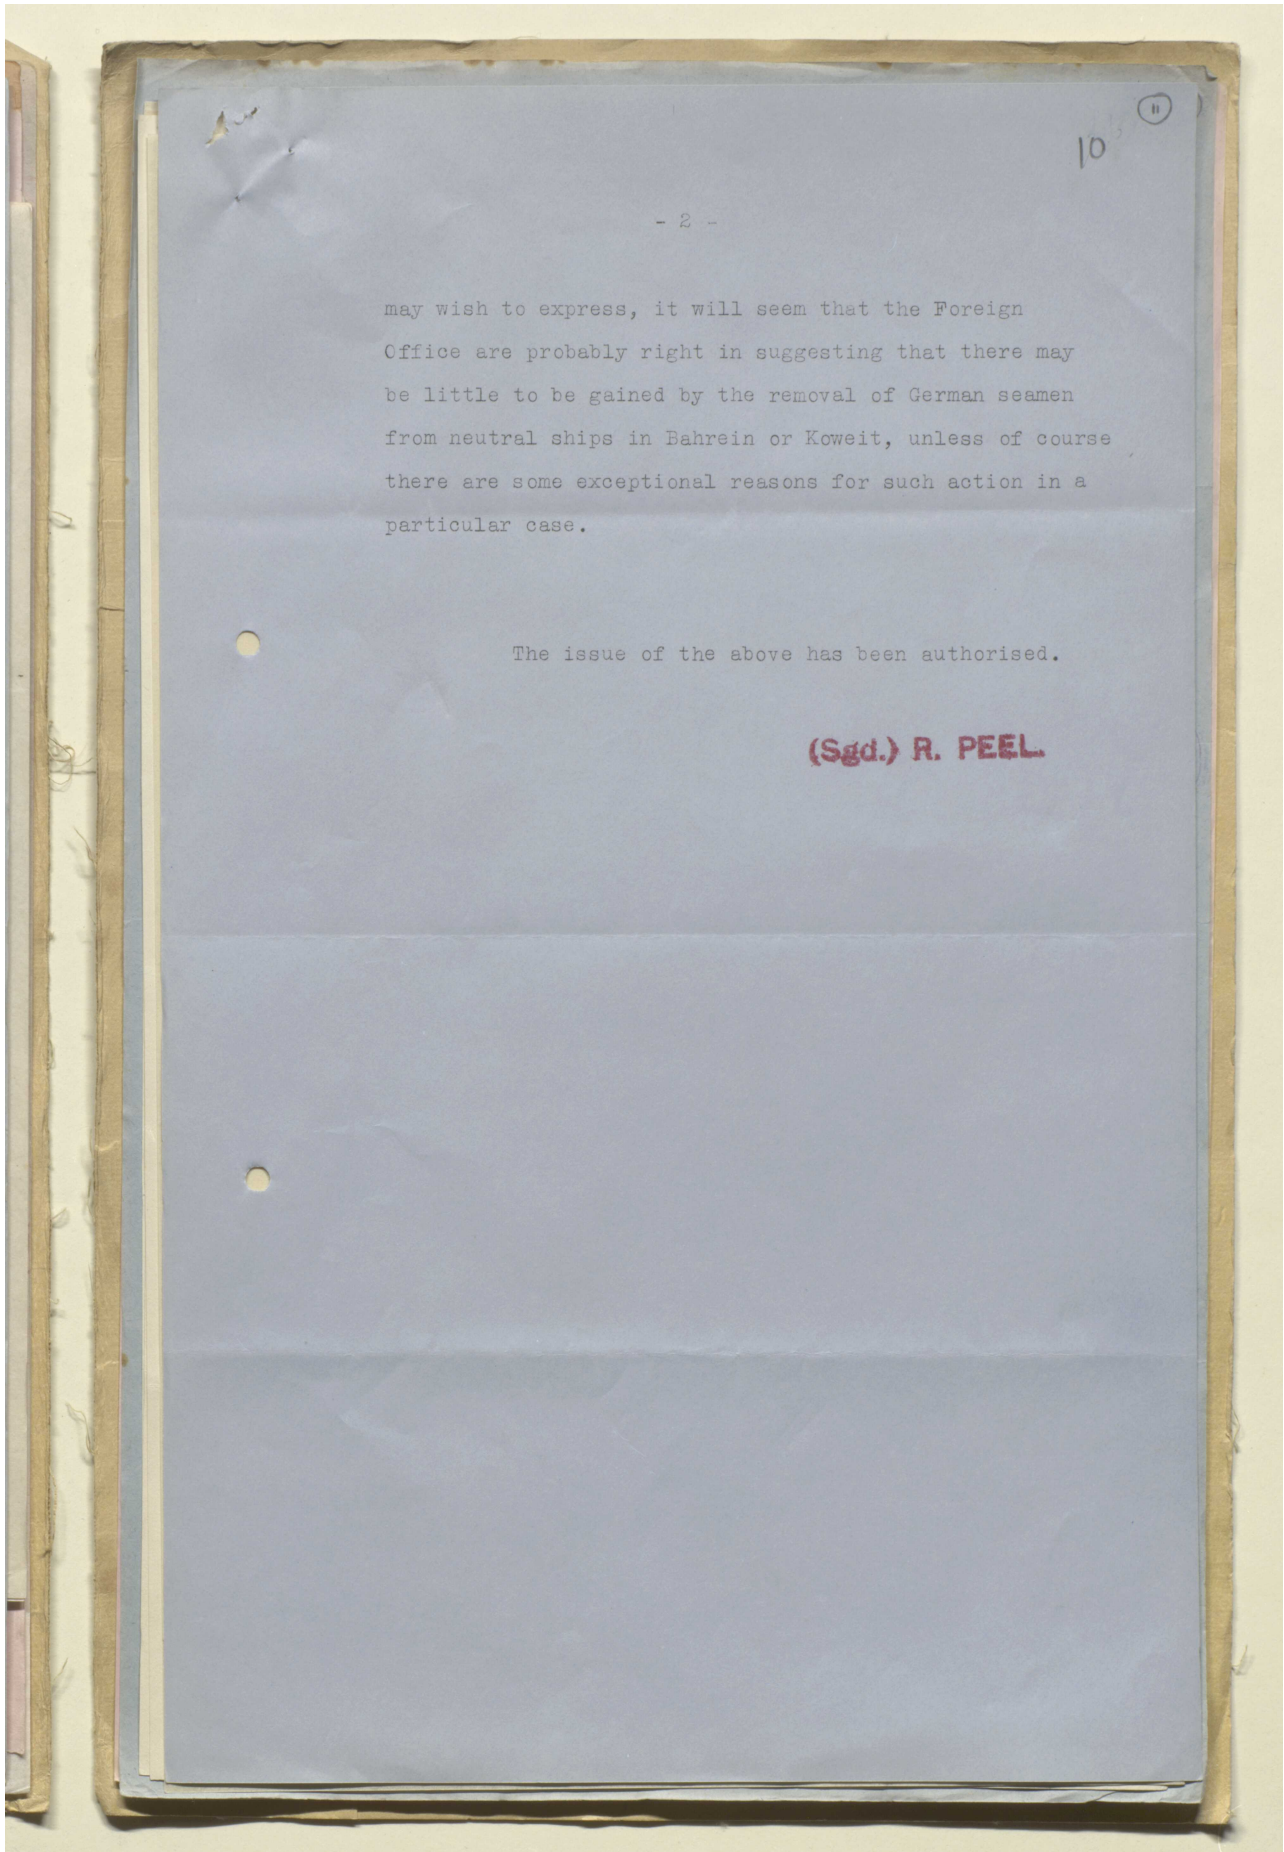 11
10
- 2 -
may wish to express, it will seem that the Foreign
Office are probably right in suggesting that there may
be little to be gained by the removal of German seamen
from neutral ships in Bahrein or Koweit, unless of course
there are some exceptional reasons for such action in a
particular case.
The issue of the above has been authorised.
(Sgd.) R. PEEL.